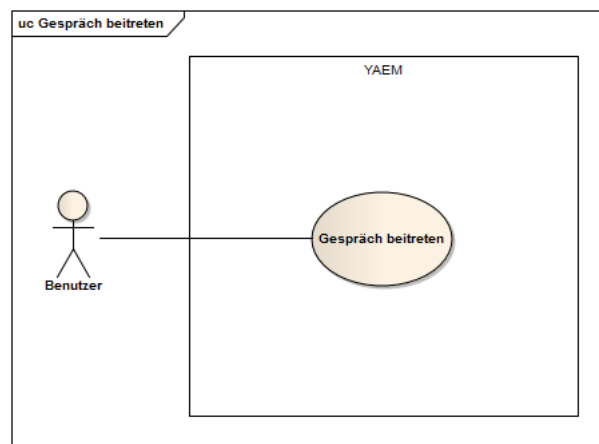 uc Gespräch beitreten
YAEM
Gespräch beitreten
Benutzer